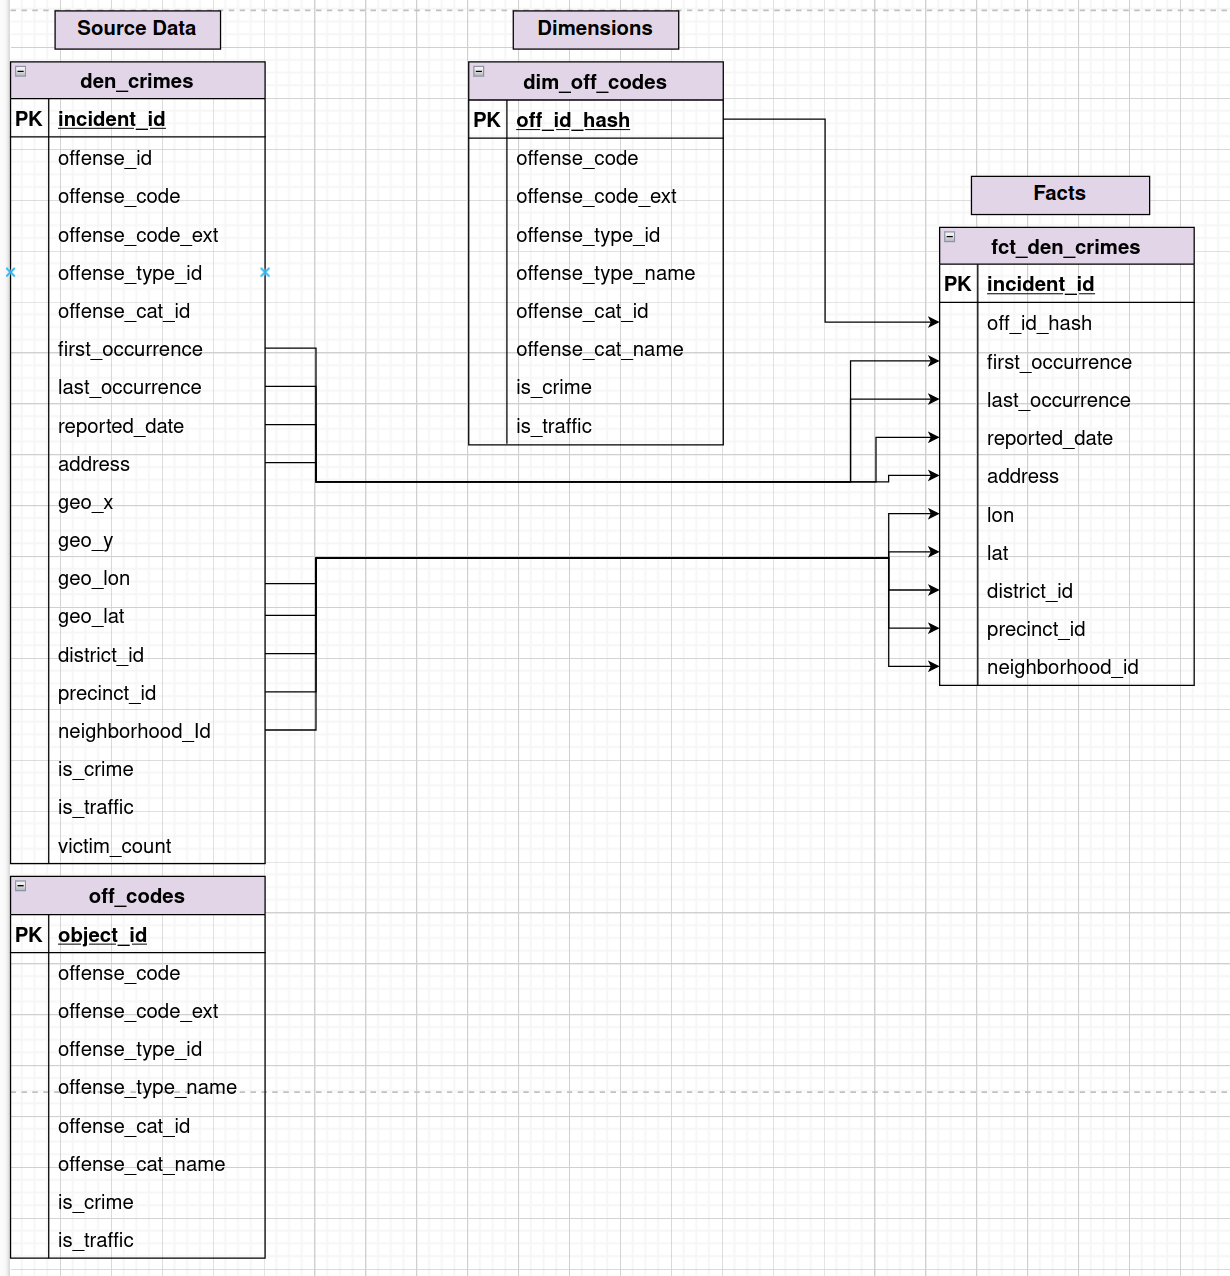 Source Data
den_crimes
PK incident_id
offense_id
offense_code
offense_code_ext
offense_type_id
offense_cat_id
first_occurrence
last_occurrence
reported_date
address
geo_x
geo_y
geo_lon
geo_lat
district_id
precinct_id
neighborhood_Id
is_crime
is_traffic
victim_count
off_codes
PK object_id
offense_code
offense_code_ext
offense_type_id
offense_type_name
offense_cat_id
offense_cat_name
is_crime
is_traffic
Dimensions
dim_off_codes
PK off_id_hash
offense_code
offense_code_ext
offense_type_id
offense_type_name
offense_cat_id
offense_cat_name
is_crime
is_traffic
Facts
fct_den_crimes
PK incident_id
off_id_hash
first_occurrence
last_occurrence
reported_date
address
lon
lat
district_id
precinct_id
neighborhood_id